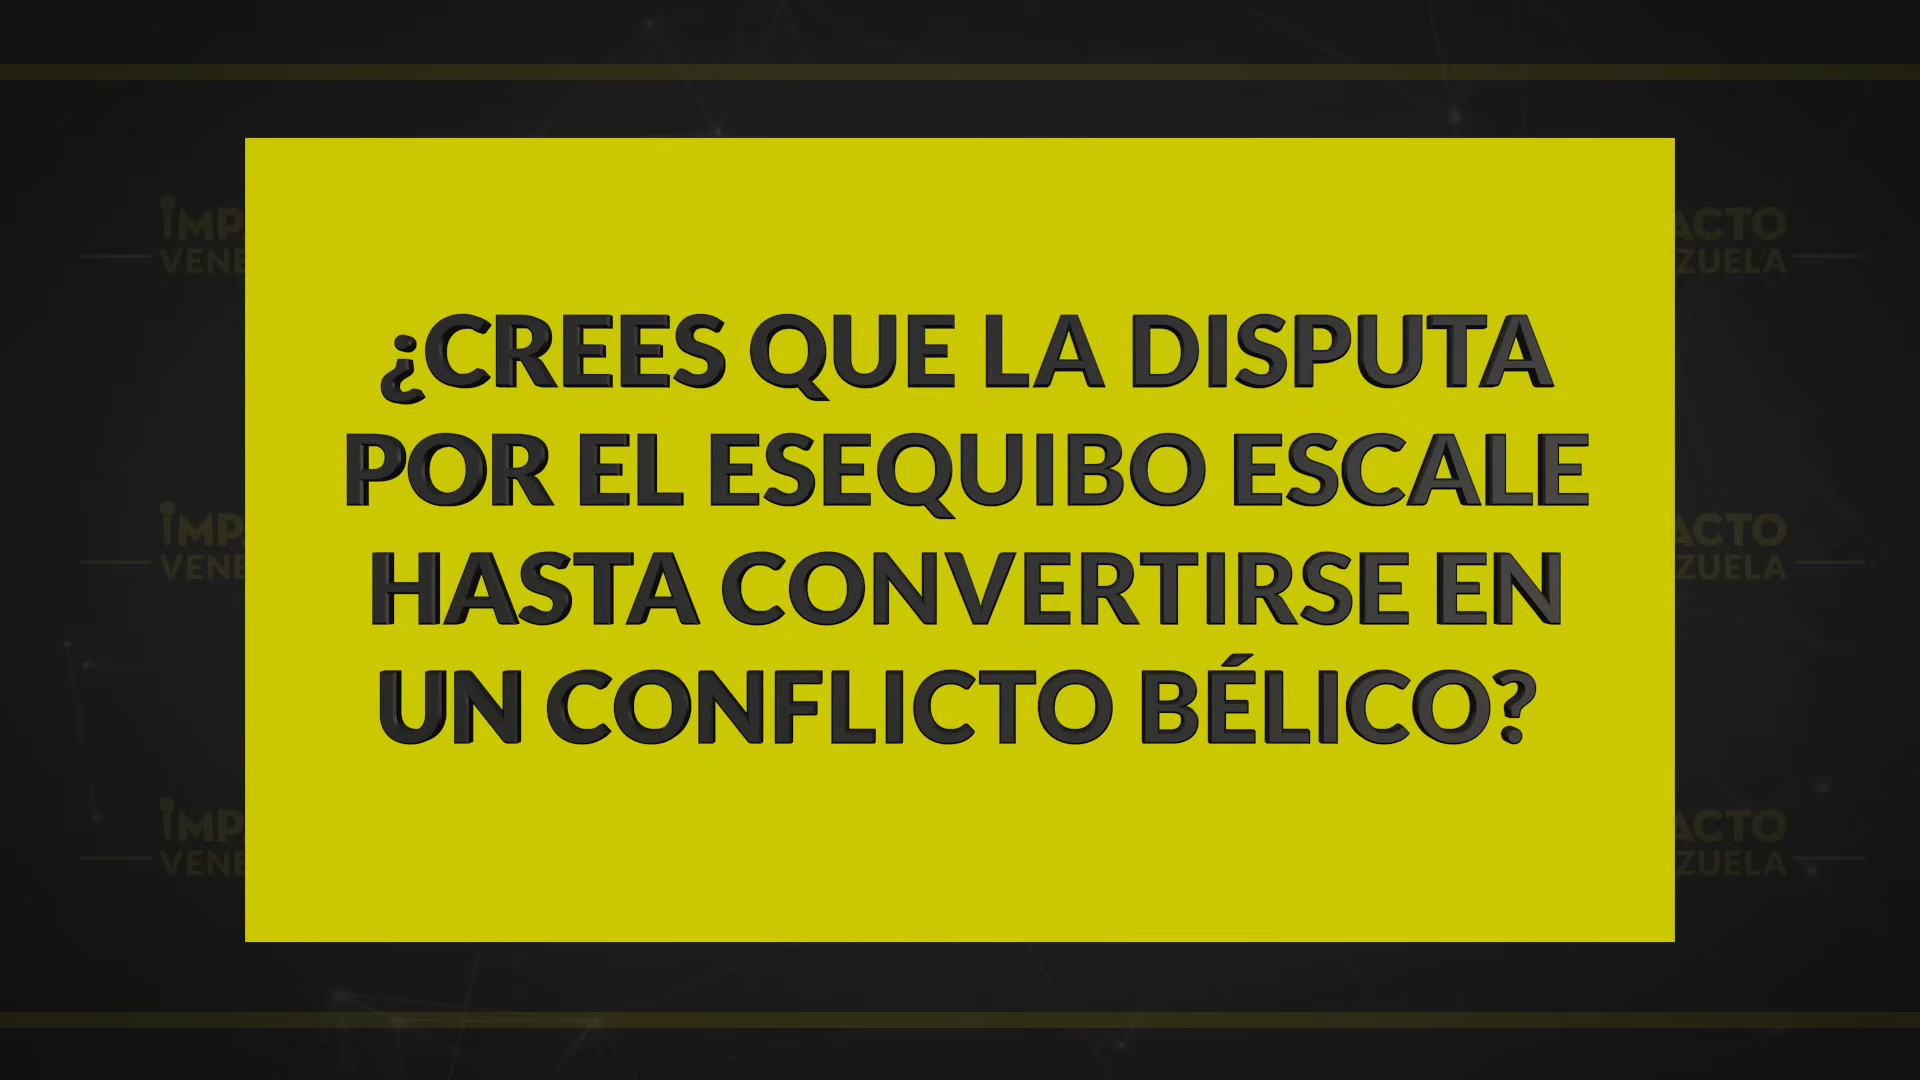 ¿CREES QUE LA DISPUTA
POR EL ESEQUIBO ESCALE
HASTA CONVERTIRSE EN
UN CONFLICTO BÉLICO?